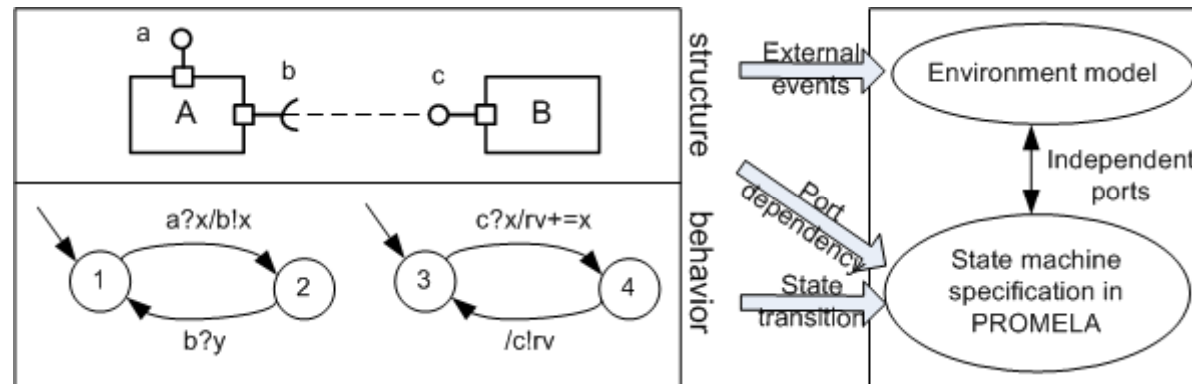 a
b
c
A
B
structure
a?x/b!x
c?x/rv+=x
1
2
3
4
b?y
/c!rv
behavior
External
events
Port
dependency
State
transition
Environment model
Independent
ports
State machine
specification in
PROMELA